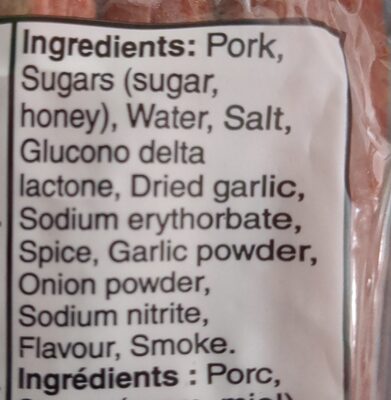 Ingredients: Pork,
Sugars (sugar,
honey), Water, Salt,
Glucono delta
lactone, Dried garlic,
Sodium erythorbate,
Spice, Garlic powder,
Onion powder,
Sodium nitrite,
Flavour, Smoke.
Ingrédients : Porc,